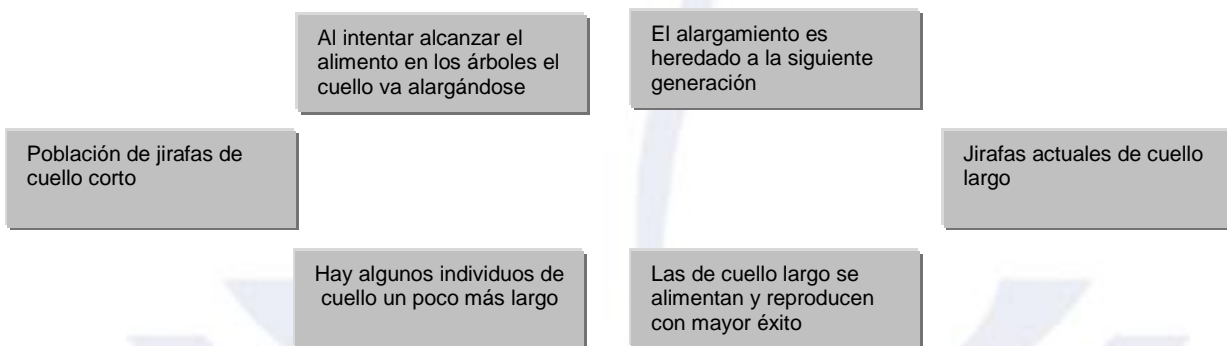 Al intentar alcanzar el
alimento en los árboles el
cuello va alargándose
El alargamiento es
heredado a la siguiente
generación
Población de jirafas de
cuello corto
Jirafas actuales de cuello
largo
Hay algunos individuos de
cuello un poco más largo
Las de cuello largo se
alimentan y reproducen
con mayor éxito